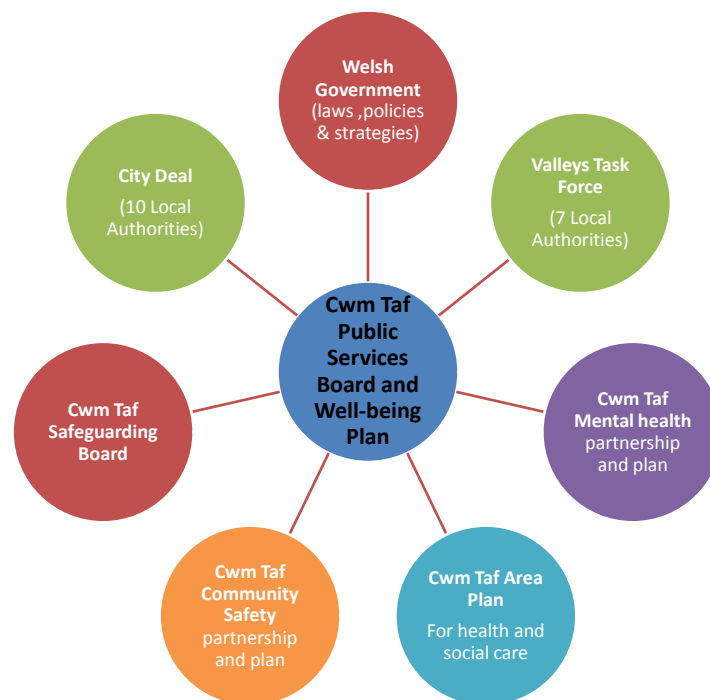 Welsh
Government
(laws ,policies
& strategies)
City Deal
(10 Local
Authorities)
Valleys Task
Force
(7 Local
Authorities)
Cwm Taf
Public
Services
Board and
Well-being
Plan
Cwm Taf
Safeguarding
Board
Cwm Taf
Mental health
partnership
and plan
Cwm Taf
Community
Safety
partnership
and plan
Cwm Taf Area
Plan
For health and
social care